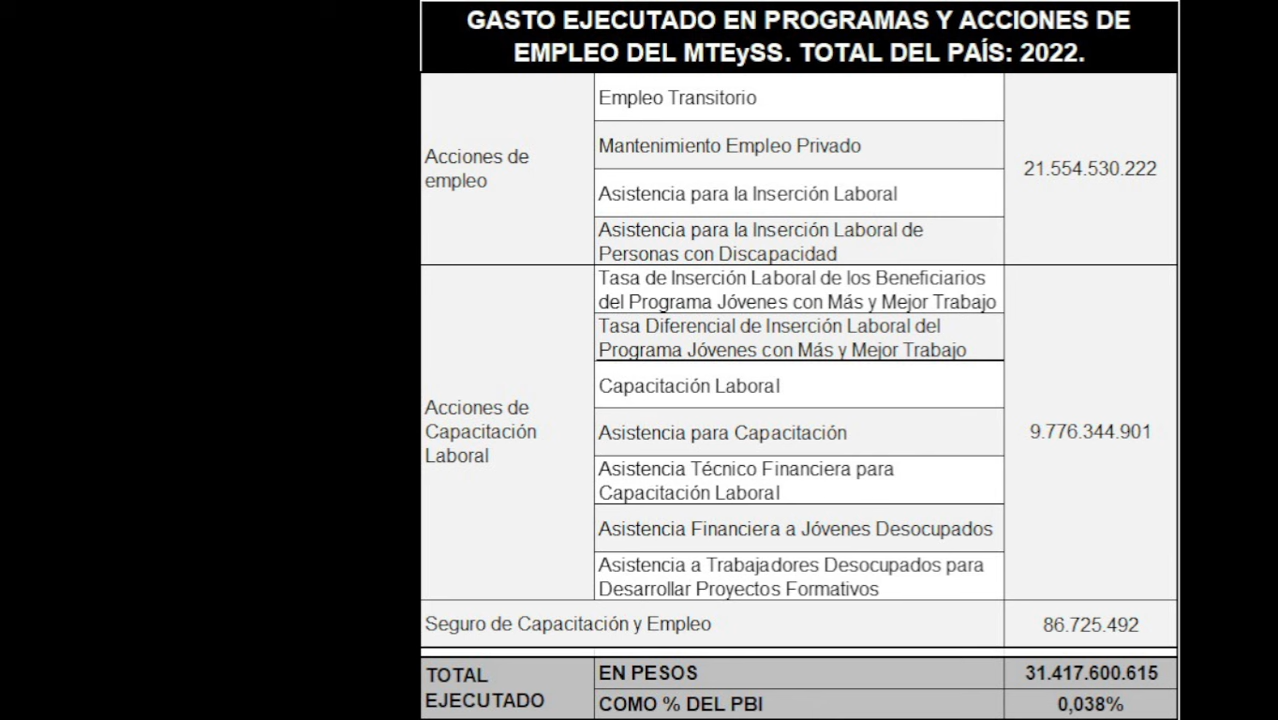 GASTO EJECUTADO EN PROGRAMAS Y ACCIONES DE
EMPLEO DEL MTEySS. TOTAL DEL PAÍS: 2022.
Acciones de
empleo
Empleo Transitorio
Mantenimiento Empleo Privado
Asistencia para la Inserción Laboral
Asistencia para la Inserción Laboral de
Personas con Discapacidad
21.554.530.222
Acciones de
Capacitación
Laboral
Tasa de Inserción Laboral de los Beneficiarios
del Programa Jóvenes con Más y Mejor Trabajo
Tasa Diferencial de Inserción Laboral del
Programa Jóvenes con Más y Mejor Trabajo
Capacitación Laboral
Asistencia para Capacitación
Asistencia Técnico Financiera para
Capacitación Laboral
Asistencia Financiera a Jóvenes Desocupados
Asistencia a Trabajadores Desocupados para
Desarrollar Proyectos Formativos
9.776.344.901
Seguro de Capacitación y Empleo
86.725.492
TOTAL
EJECUTADO
EN PESOS
31.417.600.615
COMO % DEL PBI
0,038%